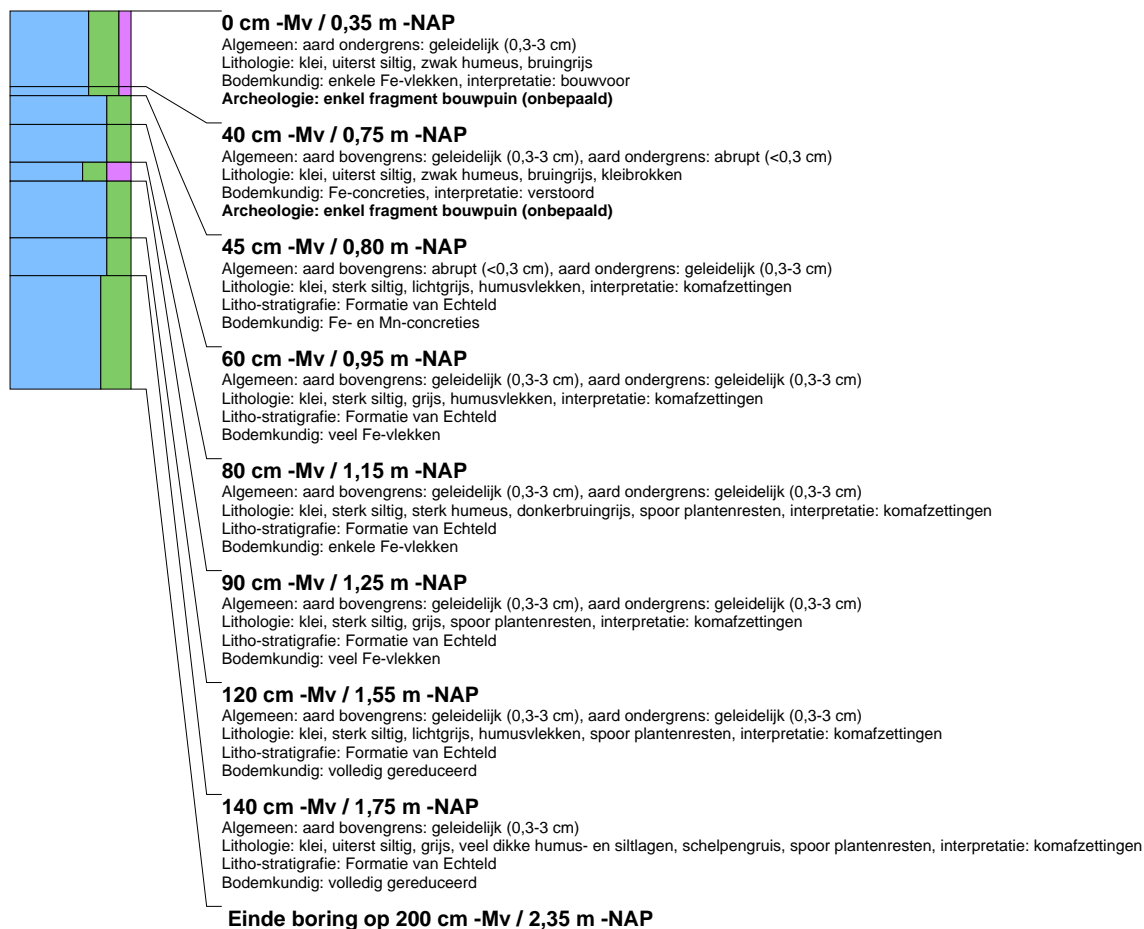 0 cm -Mv / 0,35 m -NAP
Algemeen: aard ondergrens: geleidelijk (0,3-3 cm)
Lithologie: klei, uiterst siltig, zwak humeus, bruingrijs
Bodemkundig: enkele Fe-vlekken, interpretatie: bouwvoor
Archeologie: enkel fragment bouwpuin (onbepaald)
40 cm -Mv / 0,75 m -NAP
Algemeen: aard bovengrens: geleidelijk (0,3-3 cm), aard ondergrens: abrupt (<0,3 cm)
Lithologie: klei, uiterst siltig, zwak humeus, bruingrijs, kleibrokken
Bodemkundig: Fe-concreties, interpretatie: verstoord
Archeologie: enkel fragment bouwpuin (onbepaald)
45 cm -Mv / 0,80 m -NAP
Algemeen: aard bovengrens: abrupt (<0,3 cm), aard ondergrens: geleidelijk (0,3-3 cm)
Lithologie: klei, sterk siltig, lichtgrijs, humusvlekken, interpretatie: komafzettingen
Litho-stratigrafie: Formatie van Echteld
Bodemkundig: Fe- en Mn-concreties
60 cm -Mv / 0,95 m -NAP
Algemeen: aard bovengrens: geleidelijk (0,3-3 cm), aard ondergrens: geleidelijk (0,3-3 cm)
Lithologie: klei, sterk siltig, grijs, humusvlekken, interpretatie: komafzettingen
Litho-stratigrafie: Formatie van Echteld
Bodemkundig: veel Fe-vlekken
80 cm -Mv / 1,15 m -NAP
Algemeen: aard bovengrens: geleidelijk (0,3-3 cm), aard ondergrens: geleidelijk (0,3-3 cm)
Lithologie: klei, sterk siltig, sterk humeus, donkerbruingrijs, spoor plantenresten, interpretatie: komafzettingen
Litho-stratigrafie: Formatie van Echteld
Bodemkundig: enkele Fe-vlekken
90 cm -Mv / 1,25 m -NAP
Algemeen: aard bovengrens: geleidelijk (0,3-3 cm), aard ondergrens: geleidelijk (0,3-3 cm)
Lithologie: klei, sterk siltig, grijs, spoor plantenresten, interpretatie: komafzettingen
Litho-stratigrafie: Formatie van Echteld
Bodemkundig: veel Fe-vlekken
120 cm -Mv / 1,55 m -NAP
Algemeen: aard bovengrens: geleidelijk (0,3-3 cm), aard ondergrens: geleidelijk (0,3-3 cm)
Lithologie: klei, sterk siltig, lichtgrijs, humusvlekken, spoor plantenresten, interpretatie: komafzettingen
Litho-stratigrafie: Formatie van Echteld
Bodemkundig: volledig gereduceerd
140 cm -Mv / 1,75 m -NAP
Algemeen: aard bovengrens: geleidelijk (0,3-3 cm)
Lithologie: klei, uiterst siltig, grijs, veel dikke humus- en siltlagen, schelpengruis, spoor plantenresten, interpretatie: komafzettingen
Litho-stratigrafie: Formatie van Echteld
Bodemkundig: volledig gereduceerd
Einde boring op 200 cm -Mv / 2,35 m -NAP